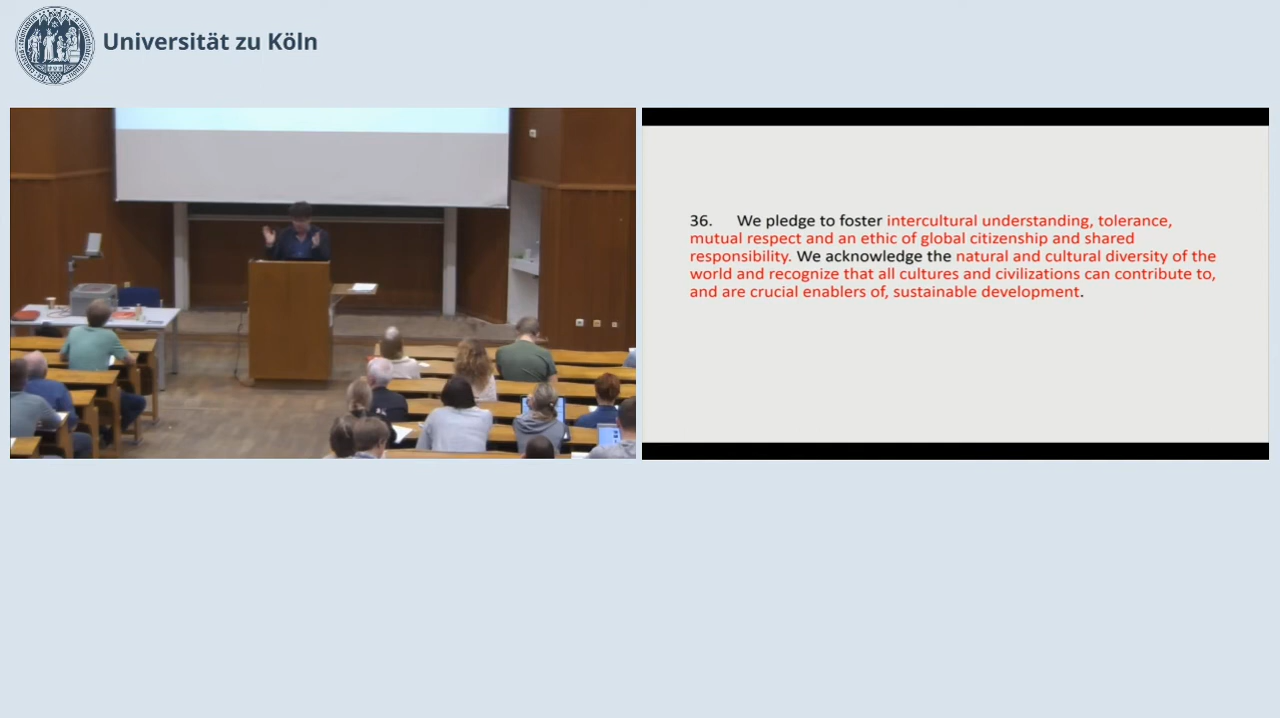 Universität zu Köln
36. We pledge to foster intercultural understanding, tolerance,
mutual respect and an ethic of global citizenship and shared
responsibility. We acknowledge the natural and cultural diversity of the
world and recognize that all cultures and civilizations can contribute to,
and are crucial enablers of, sustainable development.